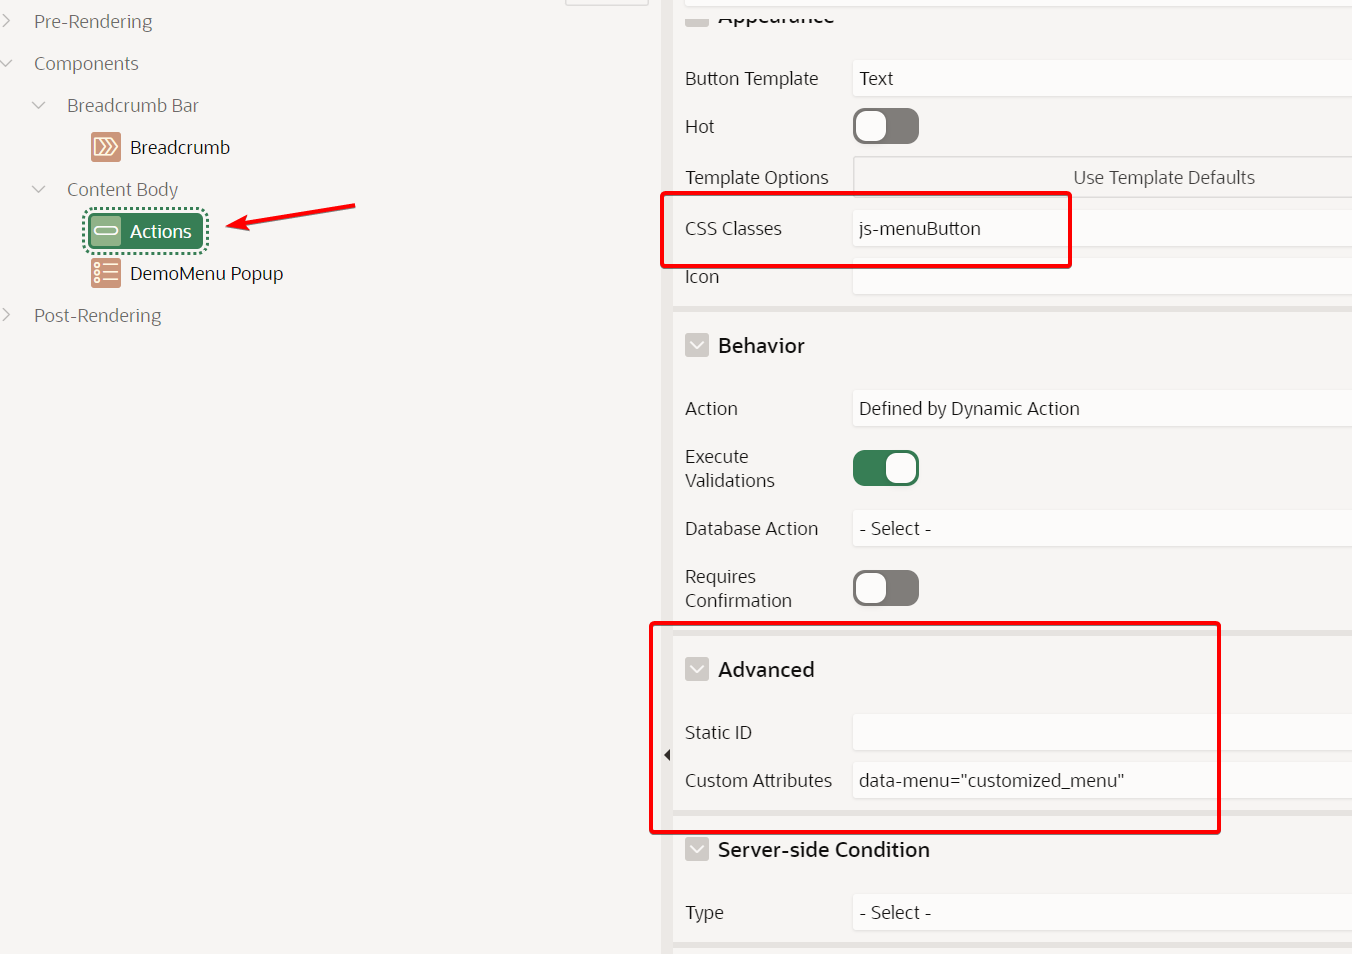 Pre-Rendering
Components
Breadcrumb Bar
Breadcrumb
Content Body
Actions
DemoMenu Popup
Post-Rendering
Appearance
Button Template Text
Hot
Template Options Use Template Defaults
CSS Classes js-menuButton
Icon
Behavior
Action Defined by Dynamic Action
Execute
Validations
Database Action - Select -
Requires
Confirmation
Advanced
Static ID
Custom Attributes data-menu="customized_menu"
Server-side Condition
Type - Select -